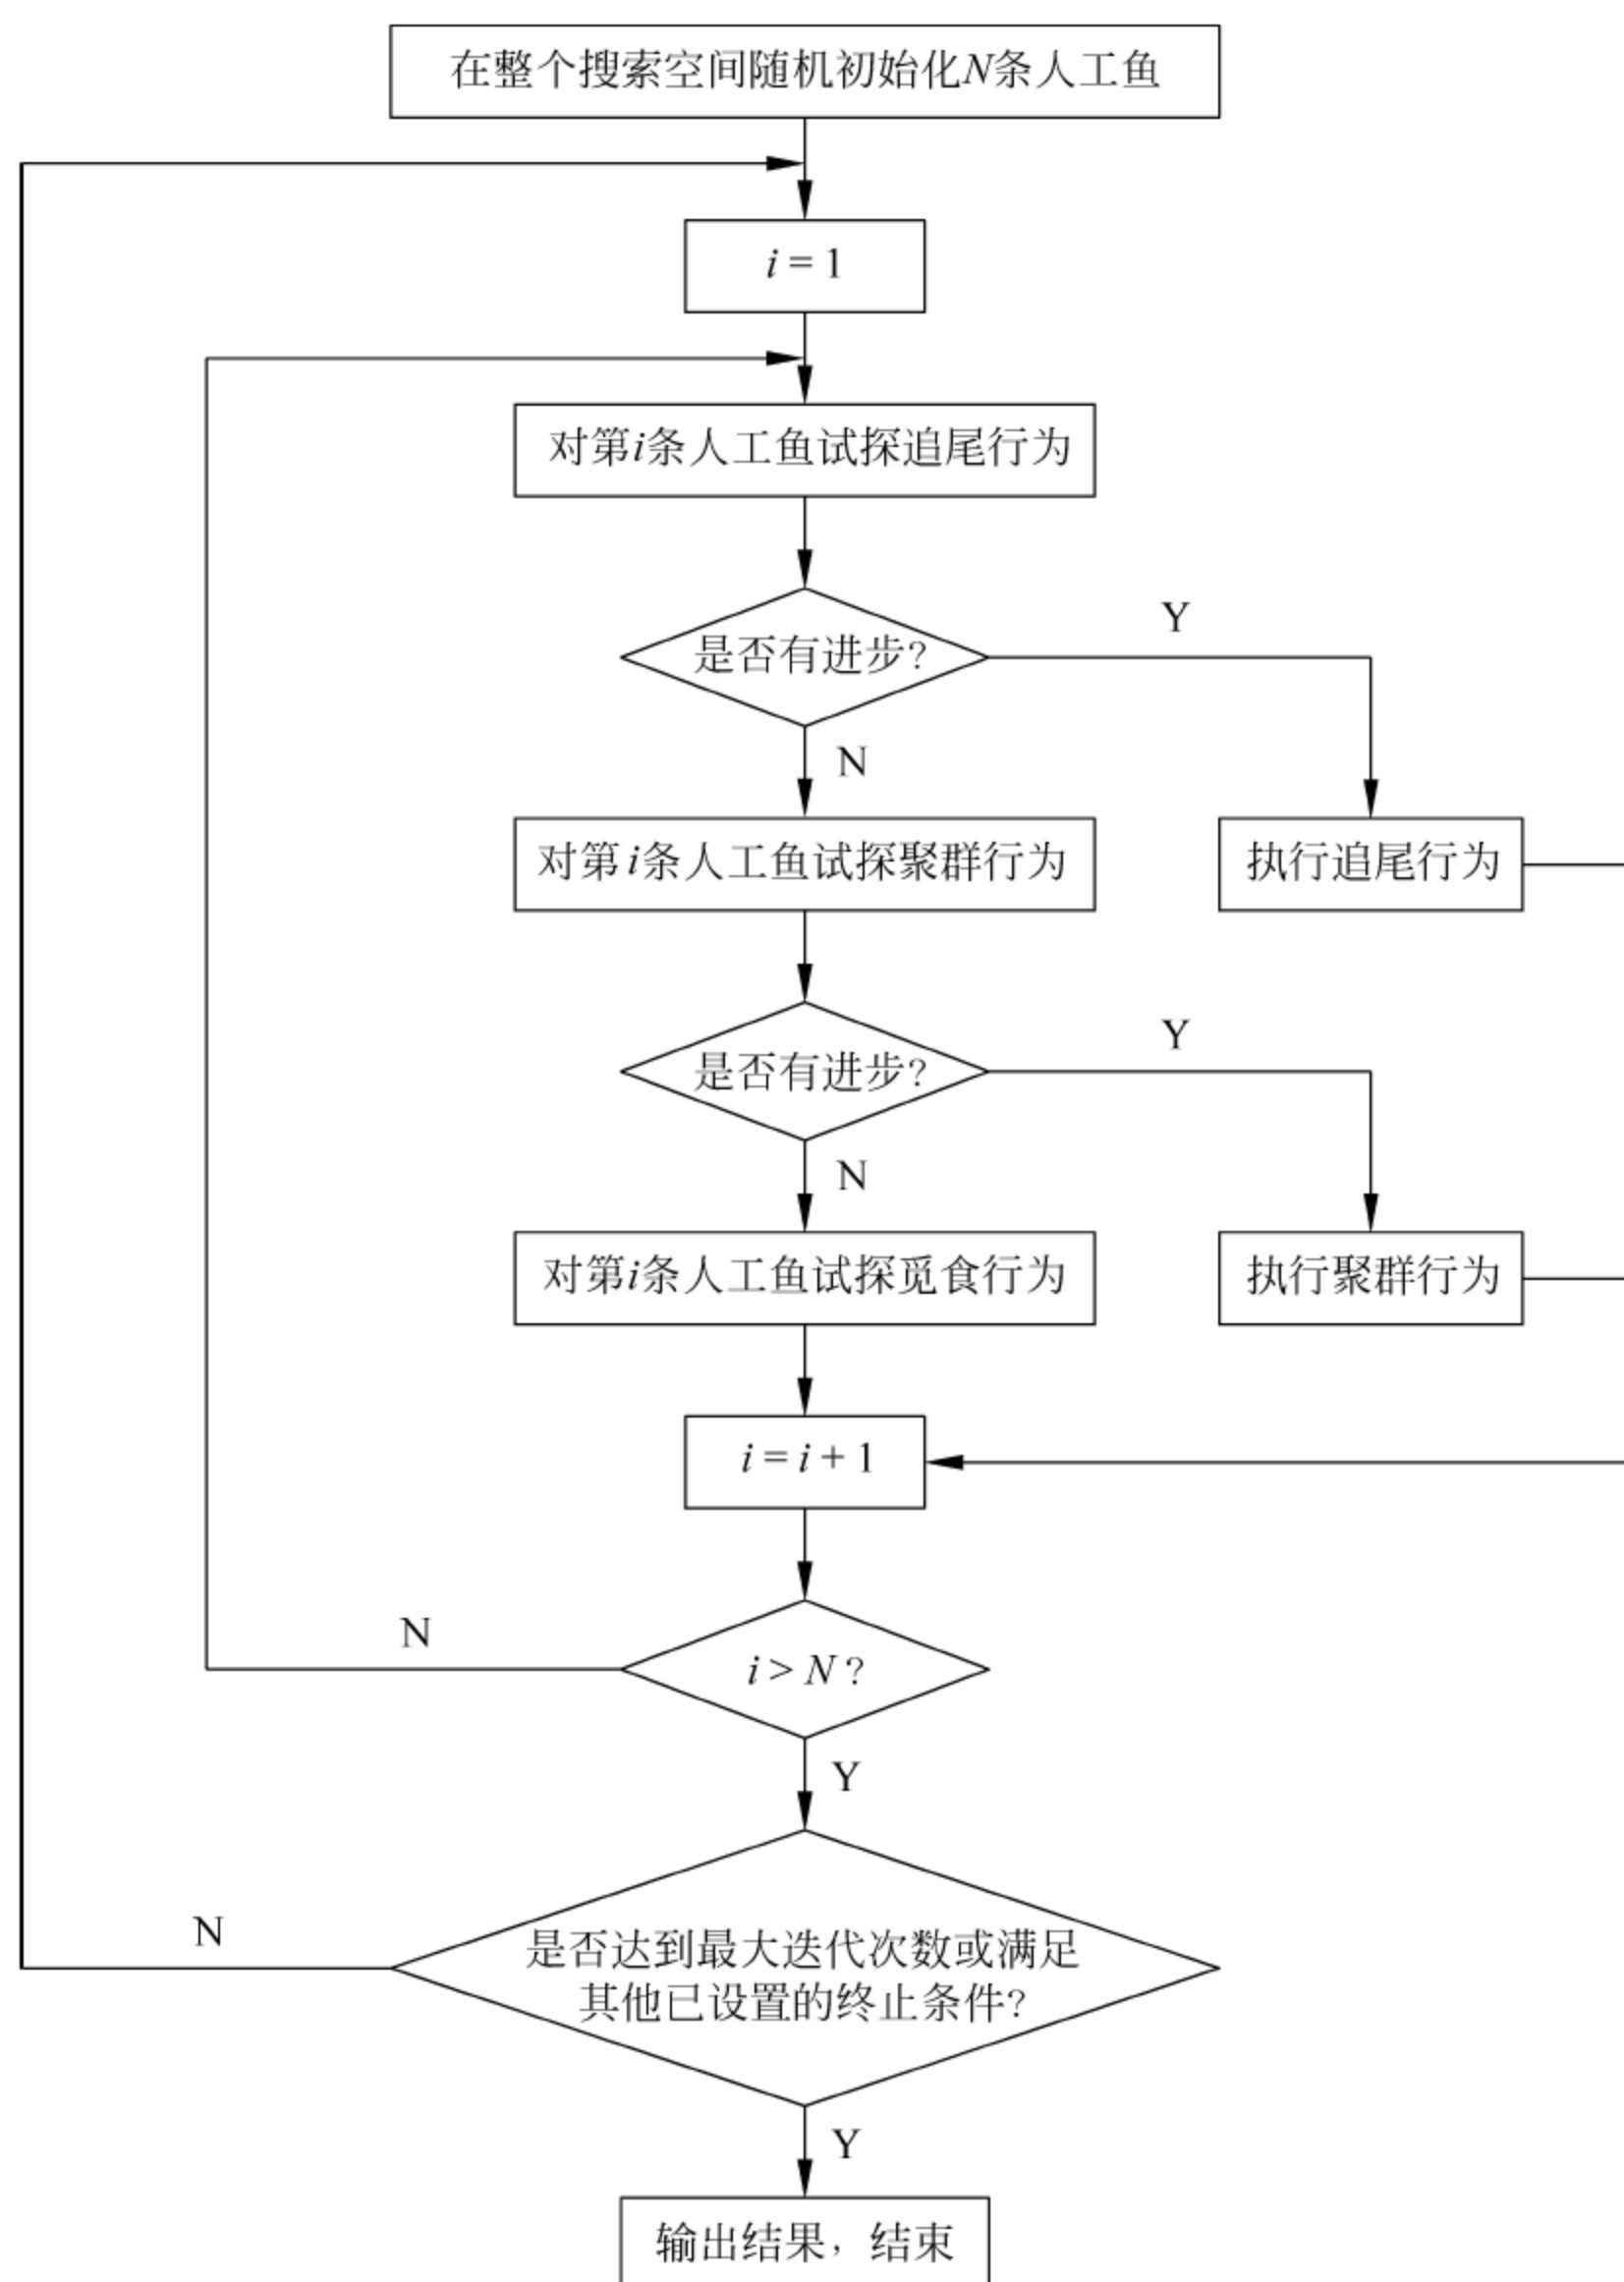 在整个搜索空间随机初始化N条人工鱼
i = 1
对第i条人工鱼试探追尾行为
是否有进步?
Y
N
对第i条人工鱼试探聚群行为
执行追尾行为
是否有进步?
Y
N
对第i条人工鱼试探觅食行为
执行聚群行为
i = i + 1
N
i > N ?
Y
N
是否达到最大迭代次数或满足
其他已设置的终止条件?
Y
输出结果，结束